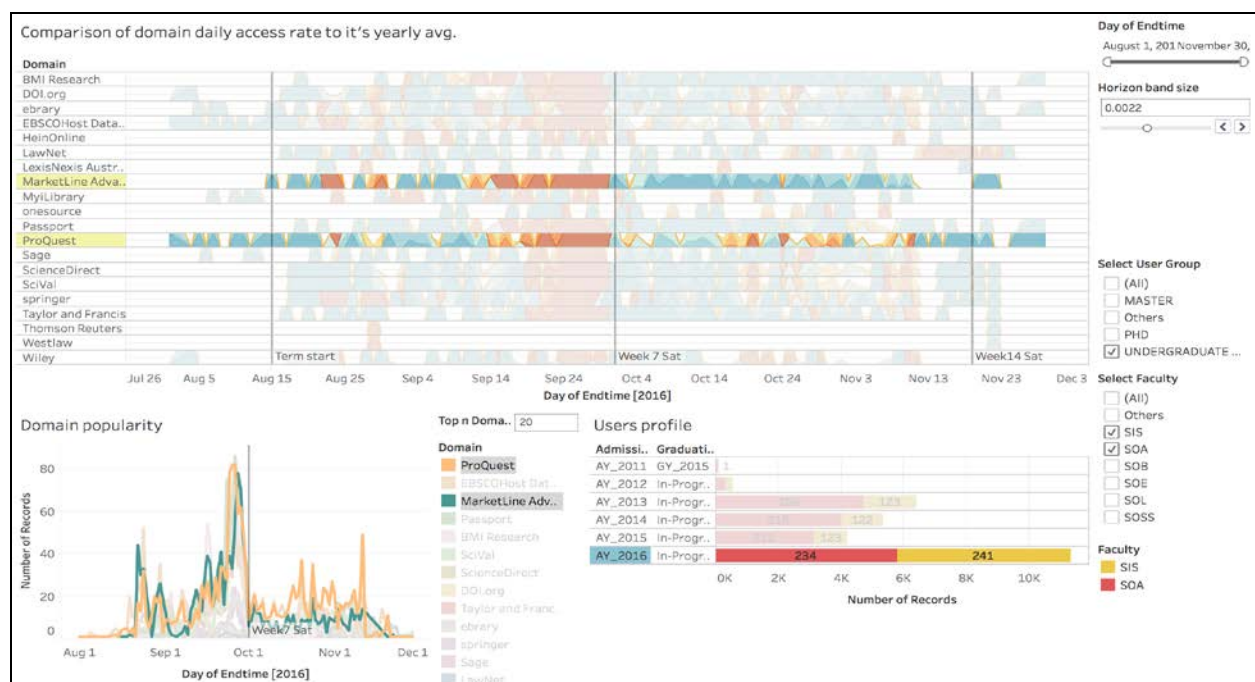 Comparison of domain daily access rate to it's yearly avg.
Domain
BMI Research
DOI.org
ebrary
EBSCOHost Data..
HeinOnline
LawNet
LexisNexis Austr..
MarketLine Adva..
MyiLibrary
onesource
Passport
ProQuest
Sage
ScienceDirect
SciVal
springer
Taylor and Francis
Thomson Reuters
Westlaw
Wiley
Term start
Week 7 Sat
Week14 Sat
Jul 26 Aug 5 Aug 15 Aug 25 Sep 4 Sep 14 Sep 24 Oct 4 Oct 14 Oct 24 Nov 3 Nov 13 Nov 23 Dec 3
Day of Endtime [2016]
Day of Endtime
August 1, 201 November 30,
Horizon band size
0.0022
Select User Group
(All)
MASTER
Others
PHD
UNDERGRADUATE ...
Select Faculty
(All)
Others
SIS
SOA
SOB
SOE
SOL
SOSS
Faculty
SIS
SOA
Domain popularity
Number of Records
80
60
40
20
0
Week7 Sat
Aug 1 Sep 1 Oct 1 Nov 1 Dec 1
Day of Endtime [2016]
Top n Doma.. 20
Domain
ProQuest
EBSCOHost Dat..
MarketLine Adv..
Passport
BMI Research
SciVal
ScienceDirect
DOI.org
Taylor and Franc
ebrary
springer
Sage
LawNet
Users profile
Admissi.. Graduati..
AY_2011 GY_2015 1
AY_2012 In-Progr..
AY_2013 In-Progr.. 123
AY_2014 In-Progr.. 122
AY_2015 In-Progr.. 123
AY_2016 In-Progr.. 234 241
0K 2K 4K 6K 8K 10K
Number of Records